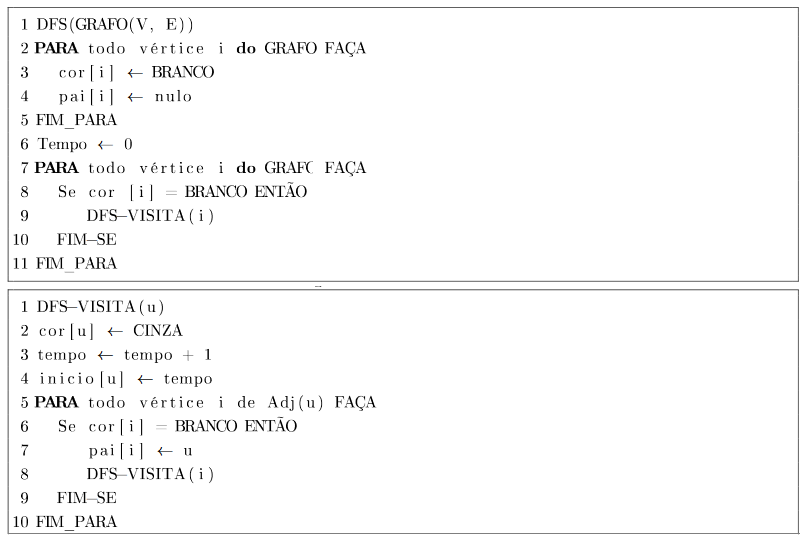 1 DFS(GRAFO(V, E))
2 PARA todo vértice i do GRAFO FAÇA
3 cor[i] ← BRANCO
4 pai[i] ← nulo
5 FIM_PARA
6 Tempo ← 0
7 PARA todo vértice i do GRAFO FAÇA
8 Se cor [i] = BRANCO ENTÃO
9 DFS–VISITA(i)
10 FIM–SE
11 FIM_PARA
1 DFS–VISITA(u)
2 cor[u] ← CINZA
3 tempo ← tempo + 1
4 inicio[u] ← tempo
5 PARA todo vértice i de Adj(u) FAÇA
6 Se cor[i] = BRANCO ENTÃO
7 pai[i] ← u
8 DFS–VISITA(i)
9 FIM–SE
10 FIM_PARA